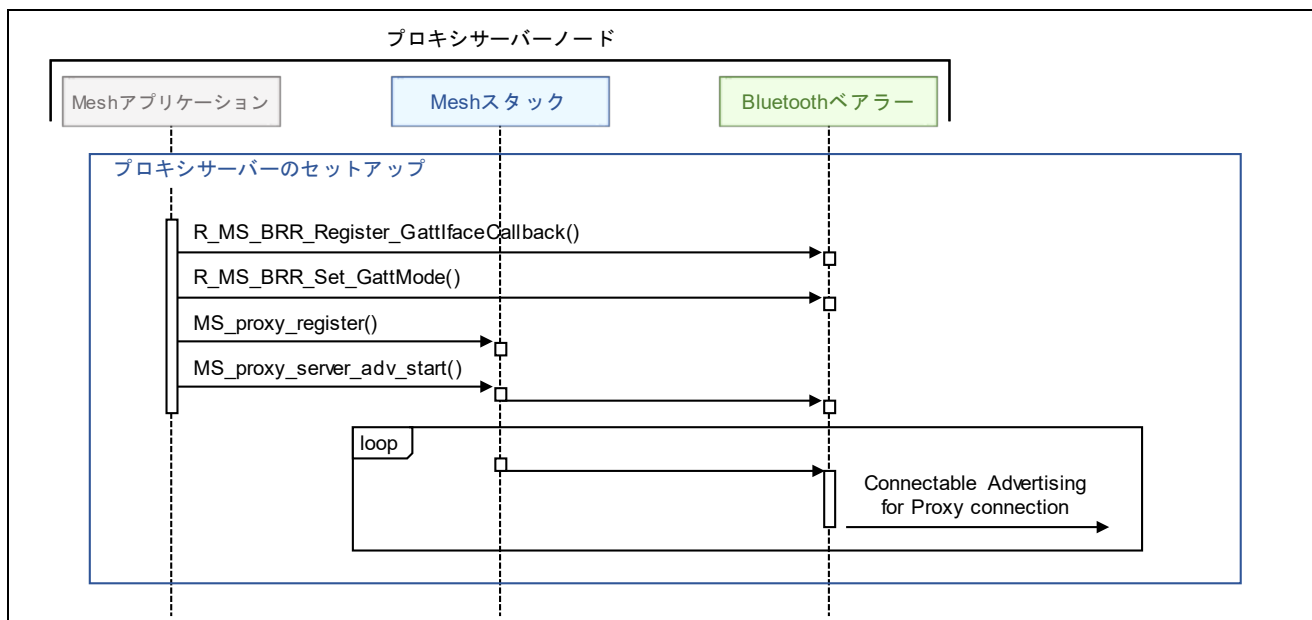 プロキシサーバーノード
Meshアプリケーション
Meshスタック
Bluetoothベアラー
プロキシサーバーのセットアップ
R_MS_BRR_Register_GattIfaceCallback()
R_MS_BRR_Set_GattMode()
MS_proxy_register()
MS_proxy_server_adv_start()
loop
Connectable Advertising
for Proxy connection